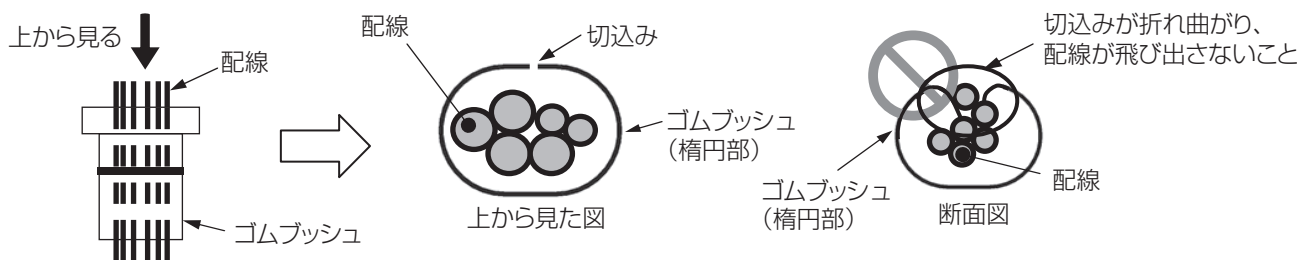 上から見る
配線
ゴムブッシュ
配線
切込み
ゴムブッシュ
（楕円部）
上から見た図
切込みが折れ曲がり、
配線が飛び出さないこと
ゴムブッシュ
（楕円部）
配線
断面図